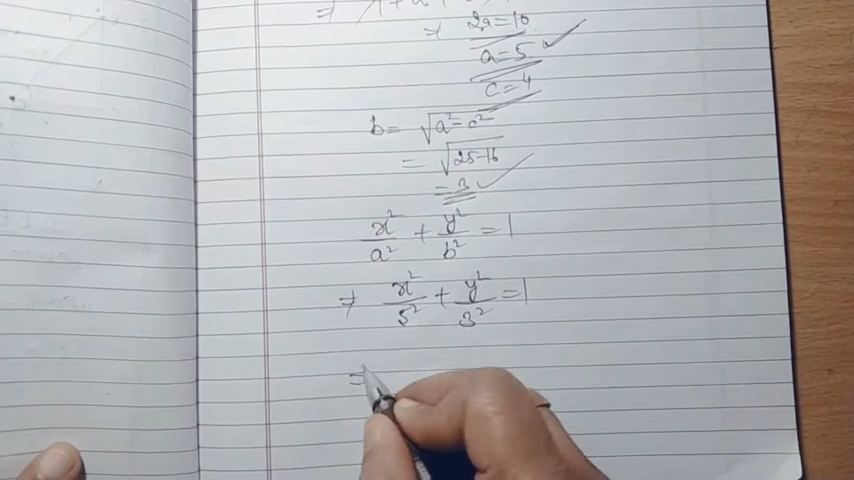 ⇒ x + a
⇒ 2a = 10
a = 5 ✓
c = 4
b = √(a² - c²)
= √(25-16)
= 3 ✓
x²/a² + y²/b² = 1
⇒ x²/5² + y²/3² = 1
=